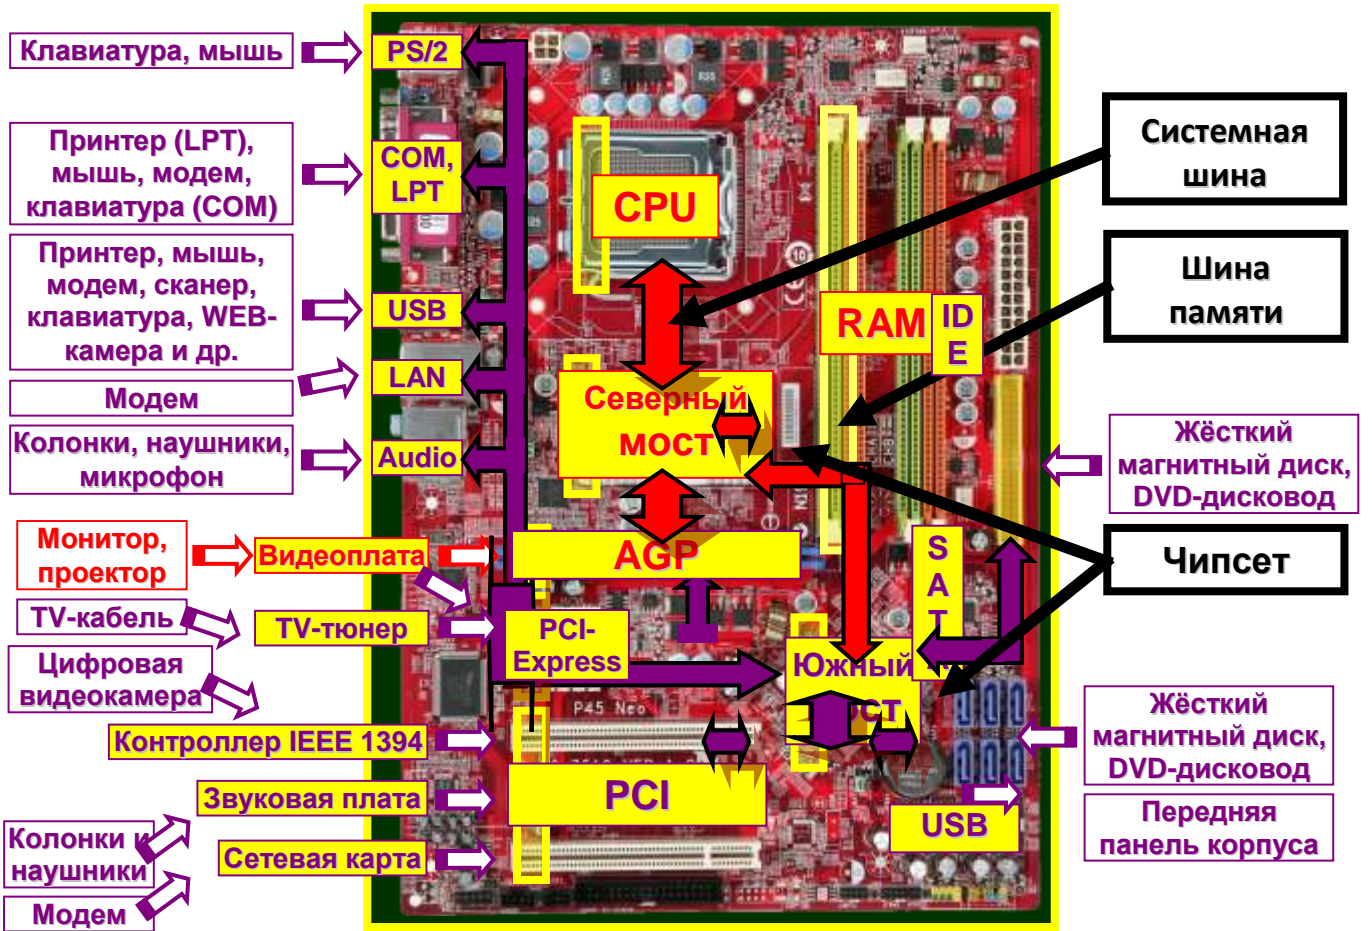 Клавиатура, мышь
PS/2
Принтер (LPT),
мышь, модем,
клавиатура (COM)
COM,
LPT
Принтер, мышь,
модем, сканер,
клавиатура, WEB-
камера и др.
USB
Модем
LAN
Колонки, наушники,
микрофон
Audio
Монитор,
проектор
Видеоплата
TV-кабель
TV-тюнер
Цифровая
видеокамера
Контроллер IEEE 1394
Звуковая плата
Колонки и
наушники
Сетевая карта
Модем
CPU
RAM
ID
E
Северный
мост
AGP
PCI-
Express
S
A
T
Южный
P45 Neo
PCI
USB
Системная
шина
Шина
памяти
Жёсткий
магнитный диск,
DVD-дисковод
Чипсет
Жёсткий
магнитный диск,
DVD-дисковод
Передняя
панель корпуса